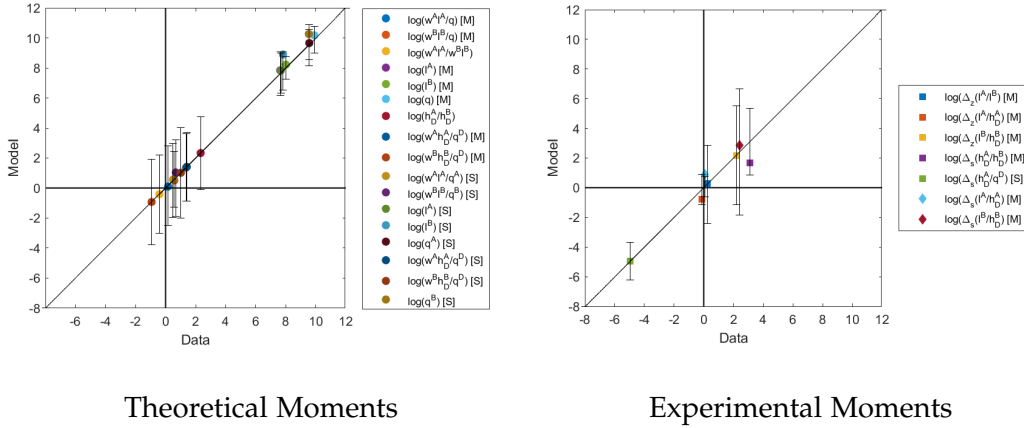 12
10
8
6
4
2
0
-2
-4
-6
-8
Model
-6 -4 -2 0 2 4 6 8 10 12
Data
log(w^A l^A/q) [M]
log(w^B l^B/q) [M]
log(w^A l^A/w^B l^B)
log(l^A) [M]
log(l^B) [M]
log(q) [M]
log(h_D^A/h_D^B)
log(w^A h_D^A/q^D) [M]
log(w^B h_D^B/q^D) [M]
log(w^A l^A/q^A) [S]
log(w^B l^B/q^B) [S]
log(l^A) [S]
log(l^B) [S]
log(q^A) [S]
log(w^A h_D^A/q^D) [S]
log(w^B h_D^B/q^D) [S]
log(q^B) [S]
12
10
8
6
4
2
0
-2
-4
-6
-8
Model
-8 -6 -4 -2 0 2 4 6 8 10 12
Data
log(Δ_z(l^A/l^B) [M]
log(Δ_z(l^A/h_D^A) [M]
log(Δ_z(l^B/h_D^B) [M]
log(Δ_s(h_D^A/h_D^B) [M]
log(Δ_s(h_D^A/q^D) [S]
log(Δ_s(l^A/h_D^A) [M]
log(Δ_s(l^B/h_D^B) [M]
Theoretical Moments
Experimental Moments